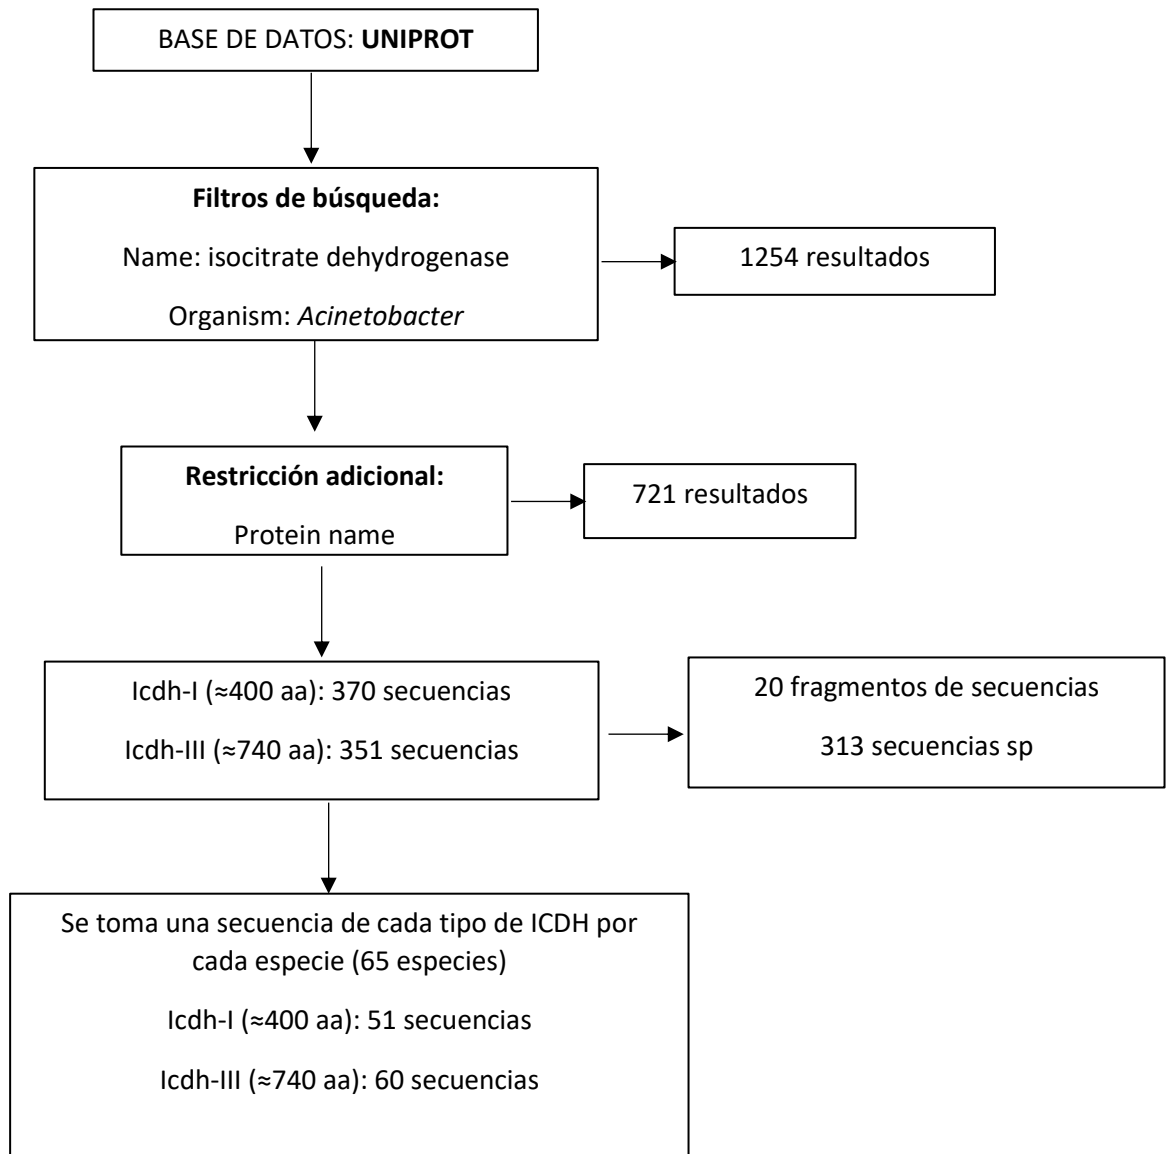 BASE DE DATOS: UNIPROT
Filtros de búsqueda:
Name: isocitrate dehydrogenase
Organism: Acinetobacter
1254 resultados
Restricción adicional:
Protein name
721 resultados
Icdh-I (≈400 aa): 370 secuencias
Icdh-III (≈740 aa): 351 secuencias
20 fragmentos de secuencias
313 secuencias sp
Se toma una secuencia de cada tipo de ICDH por
cada especie (65 especies)
Icdh-I (≈400 aa): 51 secuencias
Icdh-III (≈740 aa): 60 secuencias